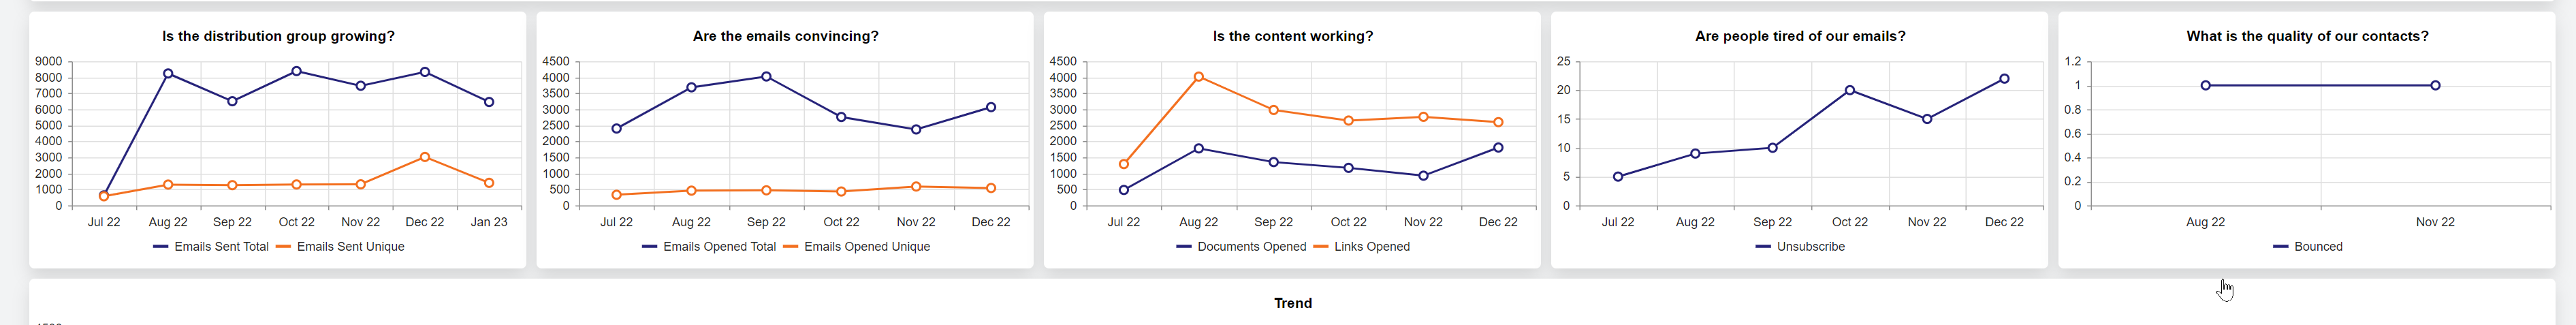 Is the distribution group growing?
9000
8000
7000
6000
5000
4000
3000
2000
1000
0
Jul 22 Aug 22 Sep 22 Oct 22 Nov 22 Dec 22 Jan 23
Emails Sent Total Emails Sent Unique
Are the emails convincing?
4500
4000
3500
3000
2500
2000
1500
1000
500
0
Jul 22 Aug 22 Sep 22 Oct 22 Nov 22 Dec 22
Emails Opened Total Emails Opened Unique
Is the content working?
4500
4000
3500
3000
2500
2000
1500
1000
500
0
Jul 22 Aug 22 Sep 22 Oct 22 Nov 22 Dec 22
Documents Opened Links Opened
Are people tired of our emails?
25
20
15
10
5
0
Jul 22 Aug 22 Sep 22 Oct 22 Nov 22 Dec 22
Unsubscribe
What is the quality of our contacts?
1.2
1
0.8
0.6
0.4
0.2
0
Aug 22 Nov 22
Bounced
Trend